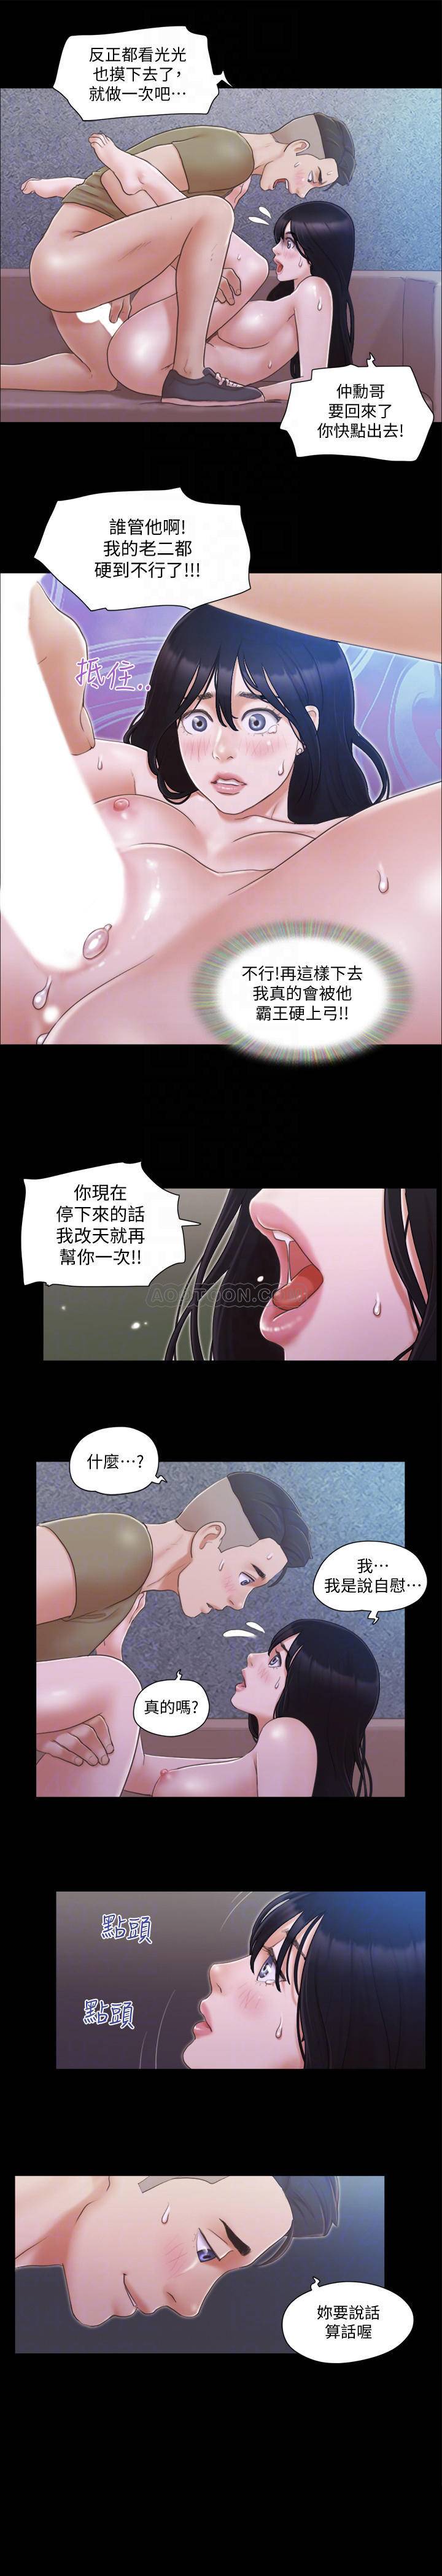 反正都看光光
也摸下去了，
就做一次吧…
仲勳哥
要回來了
你快點出去!
誰管他啊!
我的老二都
硬到不行了!!!
抵住..
不行!再這樣下去
我真的會被他
霸王硬上弓!!
你現在
停下來的話
我改天就再
幫你一次!!
什麼…?
我…
我是說自慰…
真的嗎?
點頭
點頭
妳要說話
算話喔